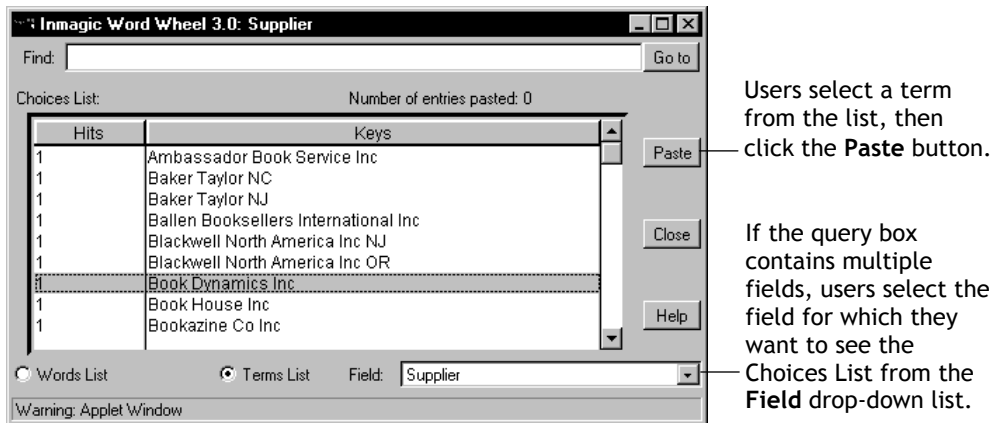 Inmagic Word Wheel 3.0: Supplier
Find:
Go to
Choices List:
Number of entries pasted: 0
Hits Keys
1 Ambassador Book Service Inc
1 Baker Taylor NC
1 Baker Taylor NJ
1 Ballen Booksellers International Inc
1 Blackwell North America Inc NJ
1 Blackwell North America Inc OR
1 Book Dynamics Inc
1 Book House Inc
1 Bookazine Co Inc
Paste
Close
Help
Words List
Terms List
Field: Supplier
Warning: Applet Window
Users select a term
from the list, then
click the Paste button.
If the query box
contains multiple
fields, users select the
field for which they
want to see the
Choices List from the
Field drop-down list.